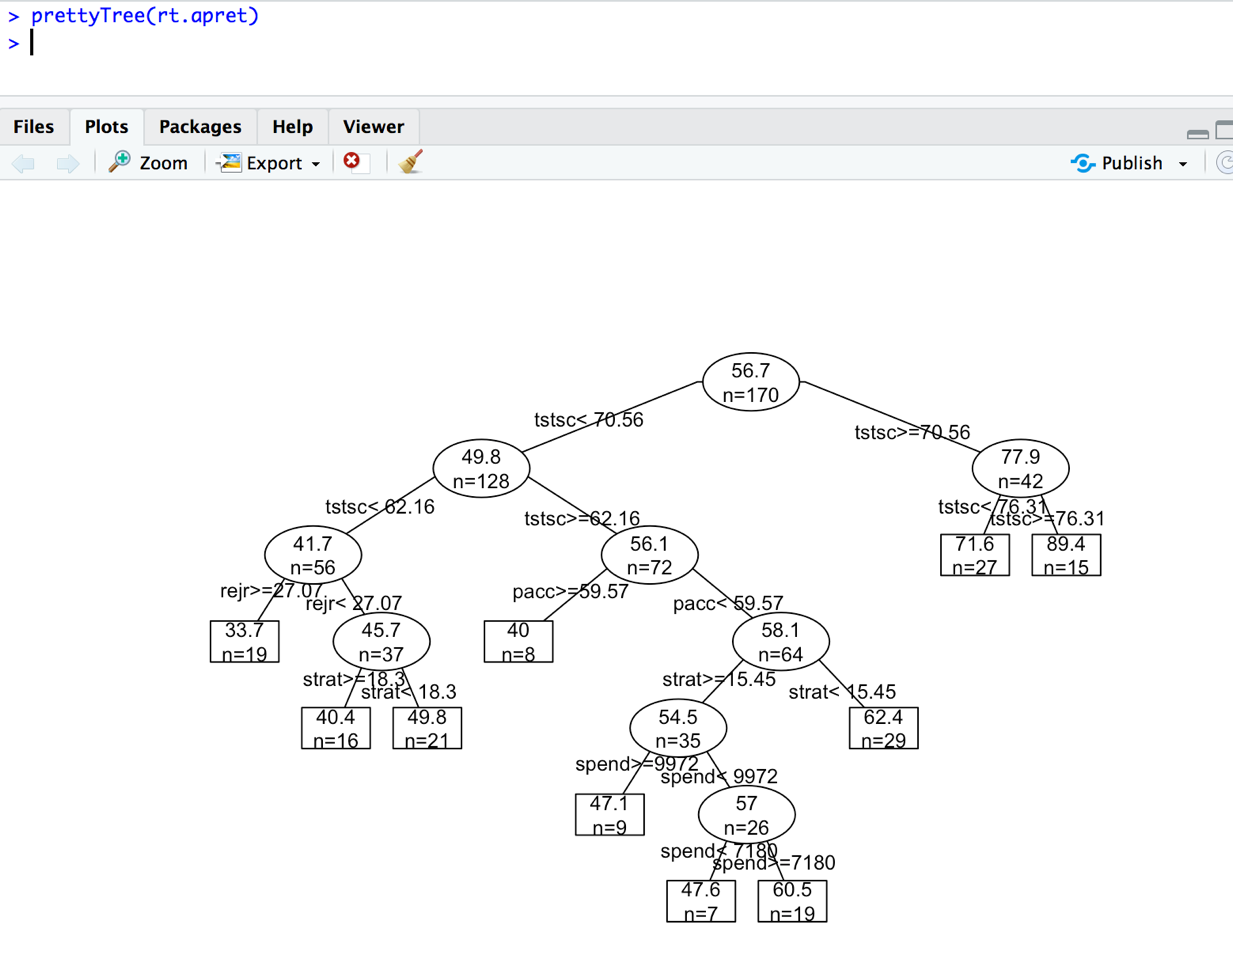 > prettyTree(rt.apret)
>
Files Plots Packages Help Viewer
Zoom Export Publish
56.7
n=170
tstsc< 70.56
tstsc>=70.56
49.8
n=128
77.9
n=42
tstsc< 62.16
tstsc>=62.16
tstsc< 76.31
tstsc>=76.31
41.7
n=56
56.1
n=72
71.6
n=27
89.4
n=15
rejr>=27.07
rejr< 27.07
pacc>=59.57
pacc< 59.57
33.7
n=19
45.7
n=37
40
n=8
58.1
n=64
strat>=18.3
strat< 18.3
strat>=15.45
strat< 15.45
40.4
n=16
49.8
n=21
54.5
n=35
62.4
n=29
spend>=9972
spend< 9972
47.1
n=9
57
n=26
spend< 7180
spend>=7180
47.6
n=7
60.5
n=19